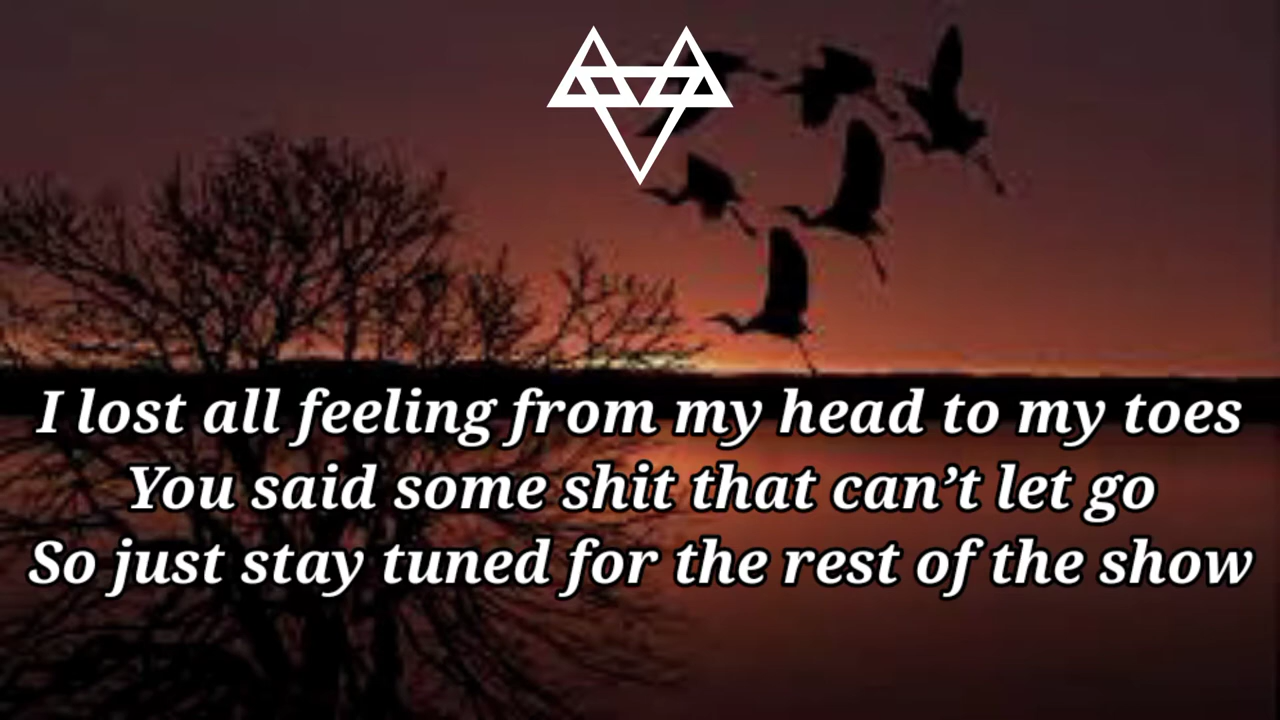 I lost all feeling from my head to my toes
You said some shit that can’t let go
So just stay tuned for the rest of the show